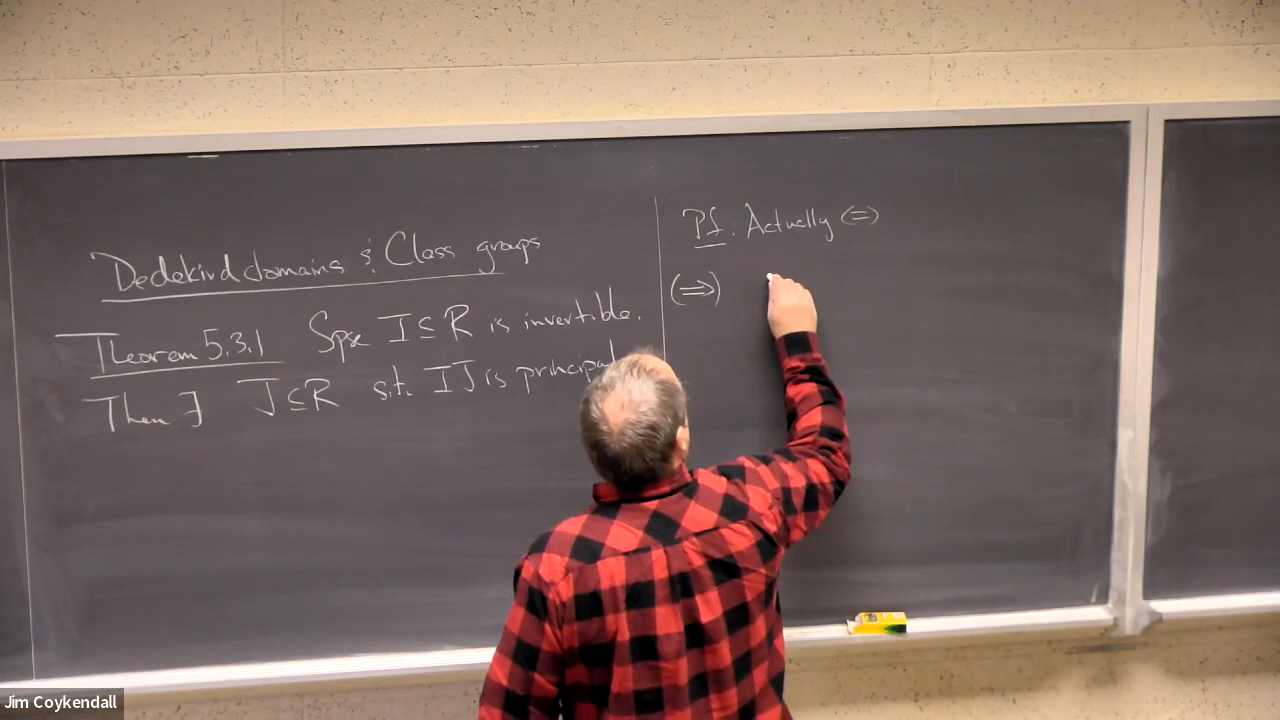 Dedekind domains & Class groups
Theorem 5.3.1 Spse I ⊆ R is invertible.
Then ∃ J ⊆ R s.t. IJ is principal
Pf. Actually (⇔)
(⇒)
Jim Coykendall